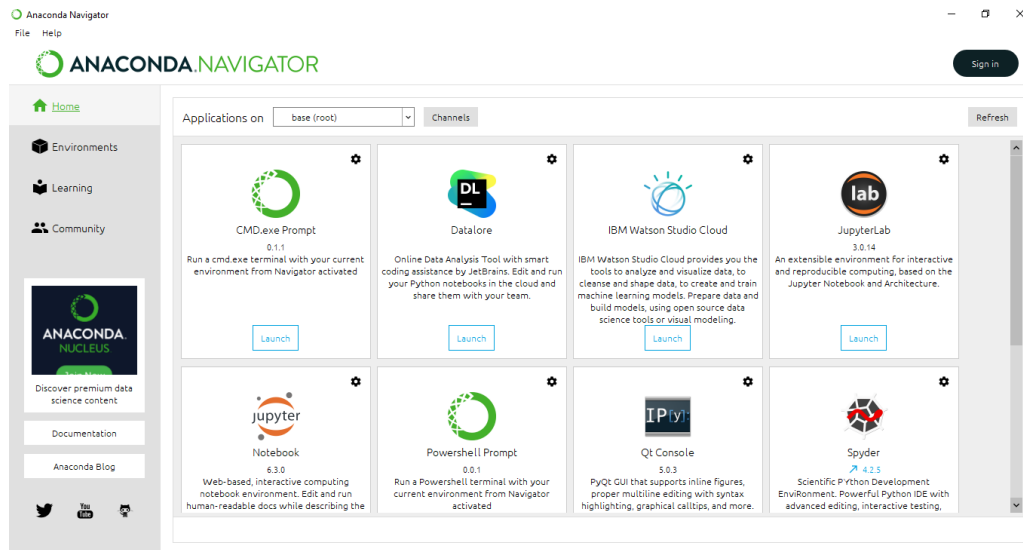 Anaconda Navigator
File Help
ANACONDA.NAVIGATOR
Sign in
Home
Environments
Learning
Community
ANACONDA.
NUCLEUS
Join Now
Discover premium data
science content
Documentation
Anaconda Blog
You
Tube
Applications on base (root) Channels Refresh
CMD.exe Prompt
0.1.1
Run a cmd.exe terminal with your current
environment from Navigator activated
Launch
DL
Datalore
Online Data Analysis Tool with smart
coding assistance by JetBrains. Edit and run
your Python notebooks in the cloud and
share them with your team.
Launch
IBM Watson Studio Cloud
IBM Watson Studio Cloud provides you the
tools to analyze and visualize data, to
cleanse and shape data, to create and train
machine learning models. Prepare data and
build models, using open source data
science tools or visual modeling.
Launch
lab
JupyterLab
3.0.14
An extensible environment for interactive
and reproducible computing, based on the
Jupyter Notebook and Architecture.
Launch
jupyter
Notebook
6.3.0
Web-based, interactive computing
notebook environment. Edit and run
human-readable docs while describing the
Powershell Prompt
0.0.1
Run a Powershell terminal with your
current environment from Navigator
activated
IP[y]:
Qt Console
5.0.3
PyQt GUI that supports inline figures,
proper multiline editing with syntax
highlighting, graphical calltips, and more.
Spyder
4.2.5
Scientific PYthon Development
EnviRonment. Powerful Python IDE with
advanced editing, interactive testing,